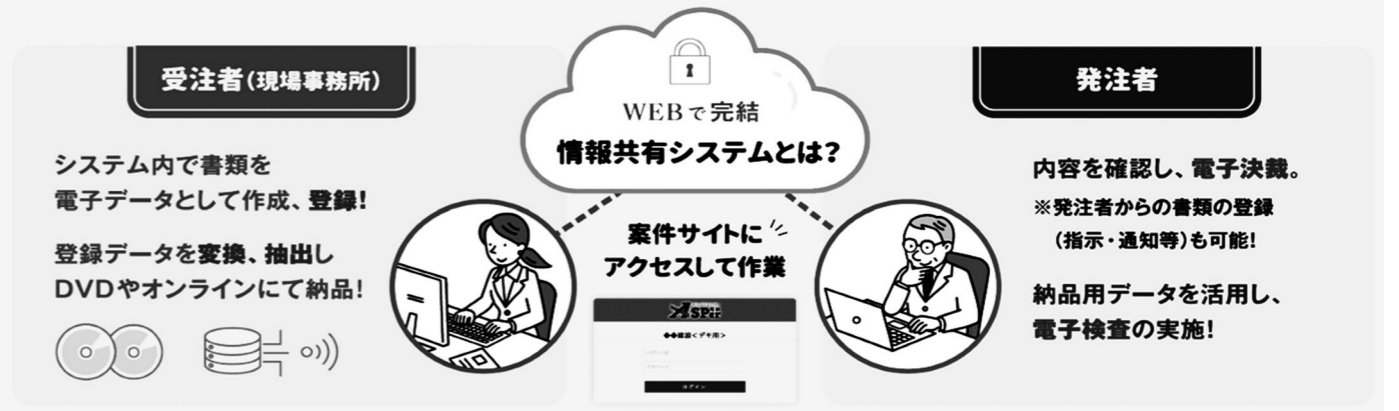 受注者(現場事務所)
システム内で書類を
電子データとして作成、登録!
登録データを変換、抽出し
DVDやオンラインにて納品!
WEBで完結
情報共有システムとは?
案件サイトに
アクセスして作業
ASPer
ログイン
発注者
内容を確認し、電子決裁。
※発注者からの書類の登録
(指示・通知等)も可能!
納品用データを活用し、
電子検査の実施!